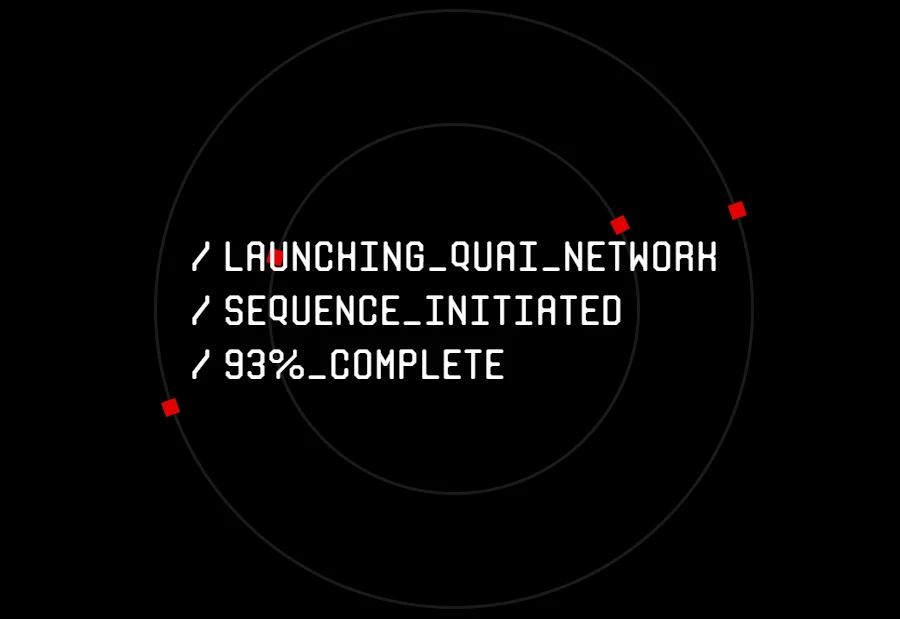 / LAUNCHING_QUAI_NETWORK
/ SEQUENCE_INITIATED
/ 93%_COMPLETE